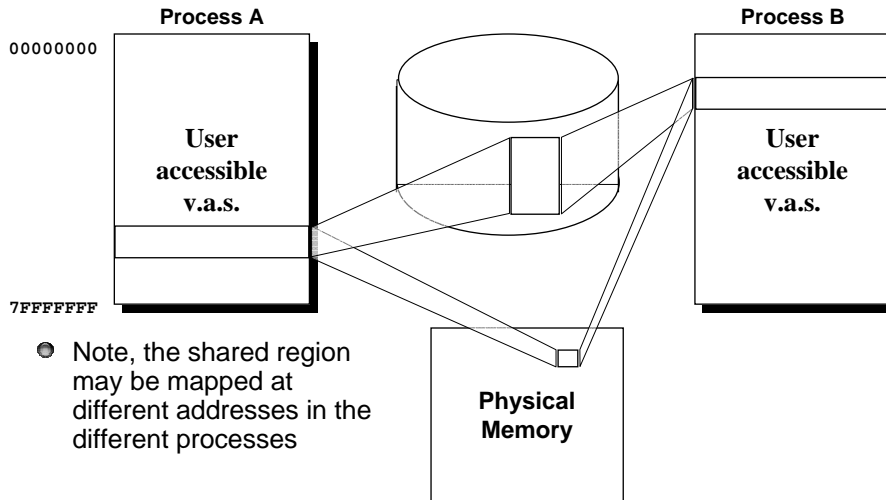 Process A
Process B
00000000
User
accessible
v.a.s.
User
accessible
v.a.s.
7FFFFFFF
Note, the shared region
may be mapped at
different addresses in the
different processes
Physical
Memory